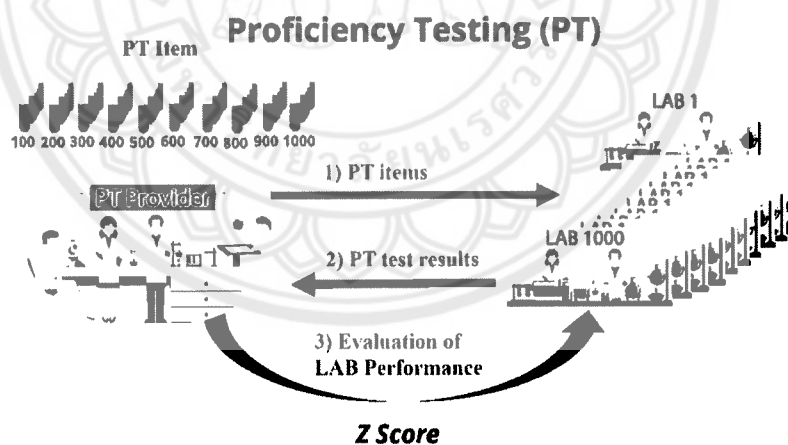 Proficiency Testing (PT)
PT Item
100 200 300 400 500 600 700 800 900 1000
LAB 1
1) PT items
PT Provider
LAB 1000
2) PT test results
3) Evaluation of
LAB Performance
Z Score